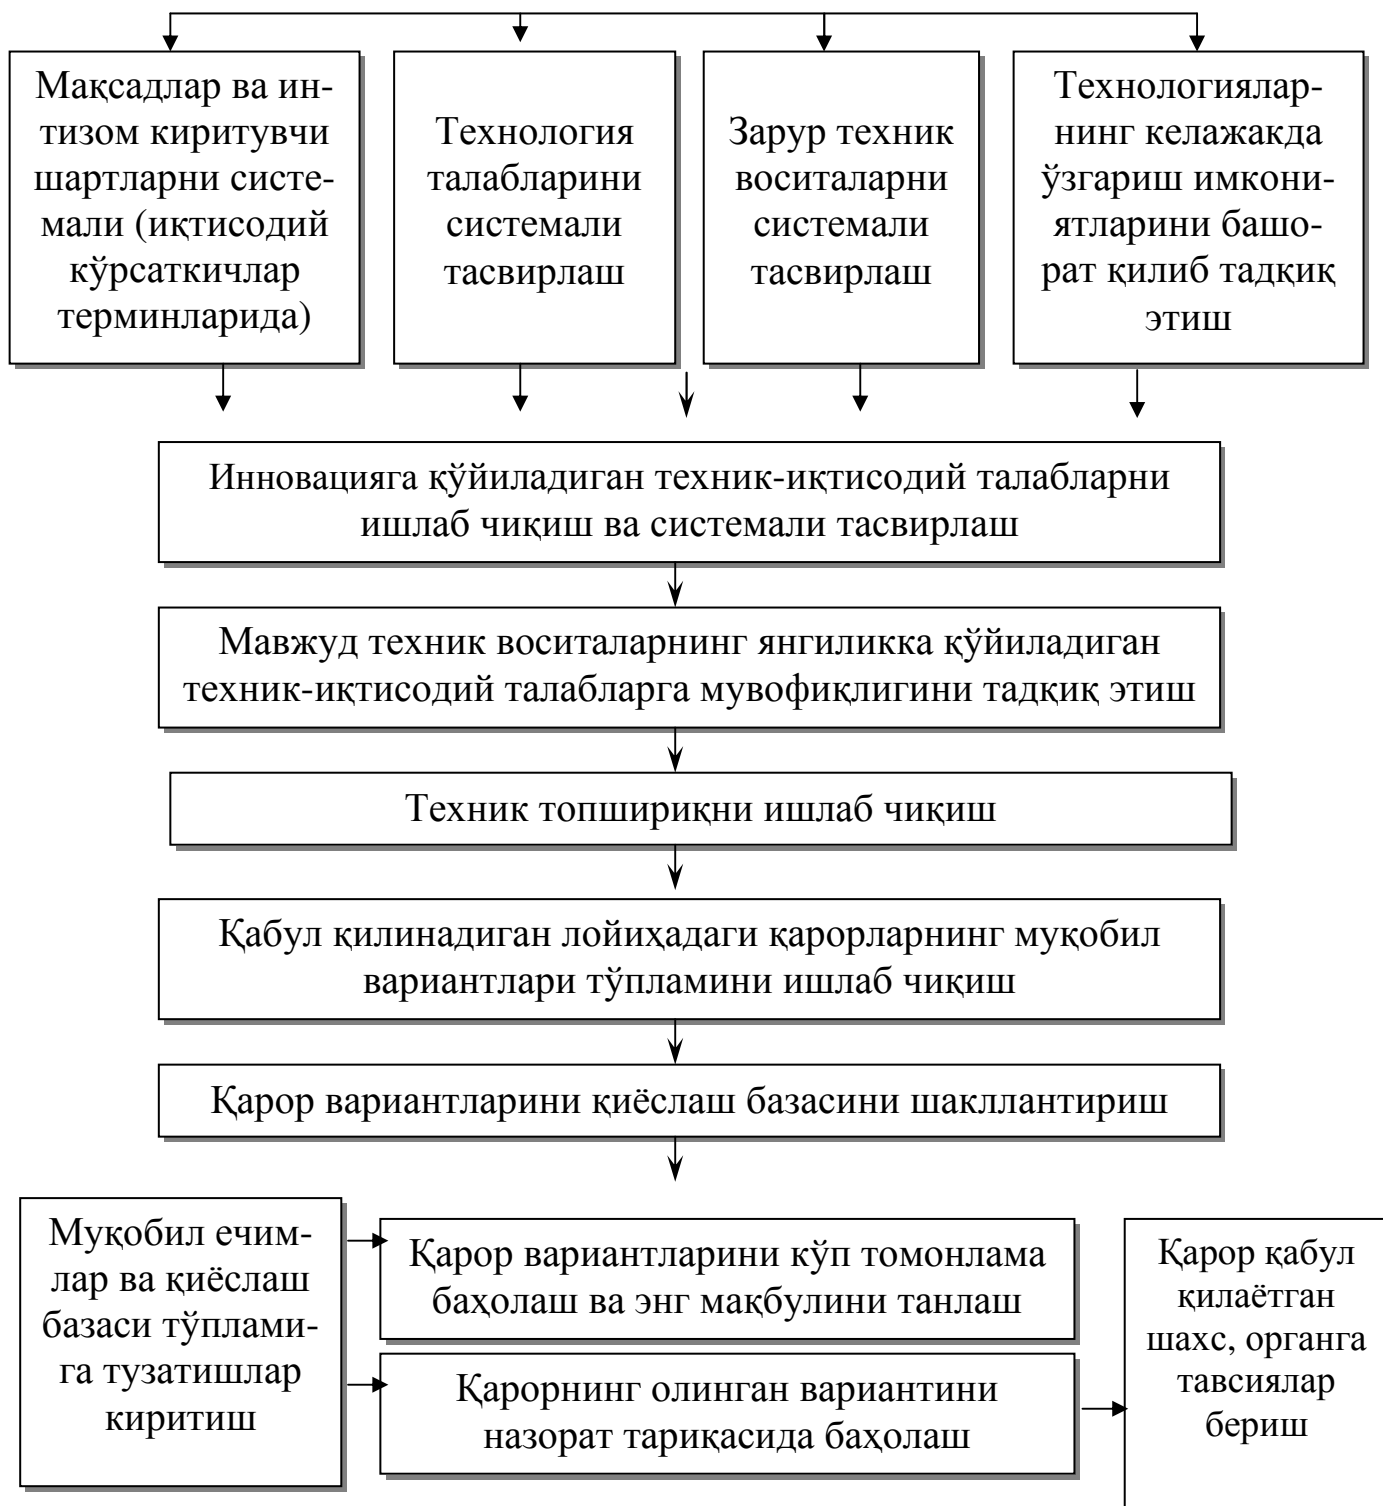 Мақсадлар ва ин-
тизом киритувчи
шартларни систе-
мали (иқтисодий
кўрсаткичлар
терминларида)
Технология
талабларини
системали
тасвирлаш
Зарур техник
воситаларни
системали
тасвирлаш
Технологиялар-
нинг келажакда
ўзгариш имкони-
ятларини башо-
рат қилиб тадқиқ
этиш
Инновацияга қўйиладиган техник-иқтисодий талабларни
ишлаб чиқиш ва системали тасвирлаш
Мавжуд техник воситаларнинг янгиликка қўйиладиган
техник-иқтисодий талабларга мувофиқлигини тадқиқ этиш
Техник топшириқни ишлаб чиқиш
Қабул қилинадиган лойиҳадаги қарорларнинг муқобил
вариантлари тўпламини ишлаб чиқиш
Қарор вариантларини қиёслаш базасини шакллантириш
Муқобил ечим-
лар ва қиёслаш
базаси тўплами-
га тузатишлар
киритиш
Қарор вариантларини кўп томонлама
баҳолаш ва энг мақбулини танлаш
Қарорнинг олинган вариантини
назорат тариқасида баҳолаш
Қарор қабул
қилаётган
шахс, органга
тавсиялар
бериш